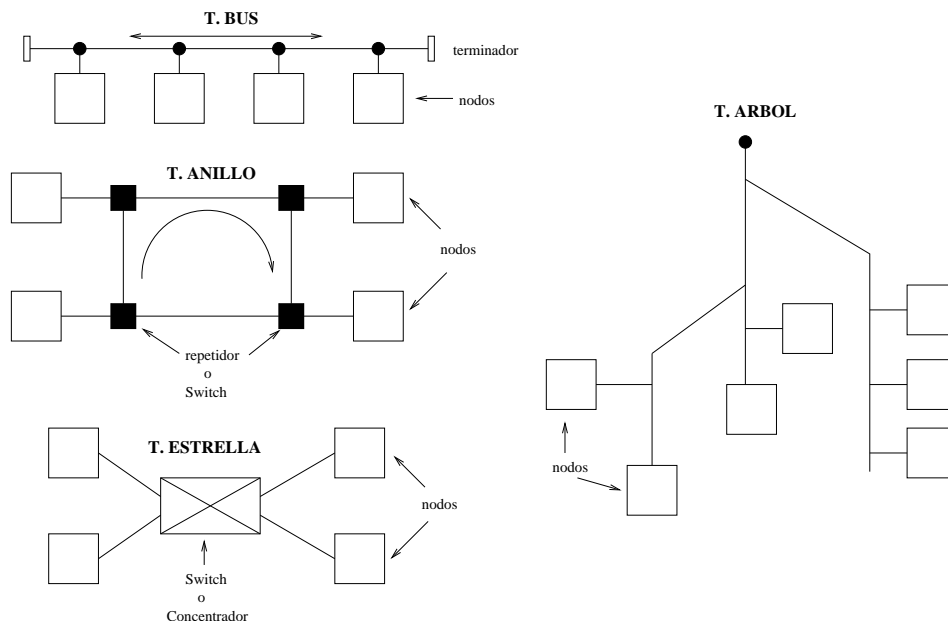 T. BUS
terminador
nodos
T. ANILLO
nodos
repetidor
o
Switch
T. ESTRELLA
nodos
Switch
o
Concentrador
T. ARBOL
nodos